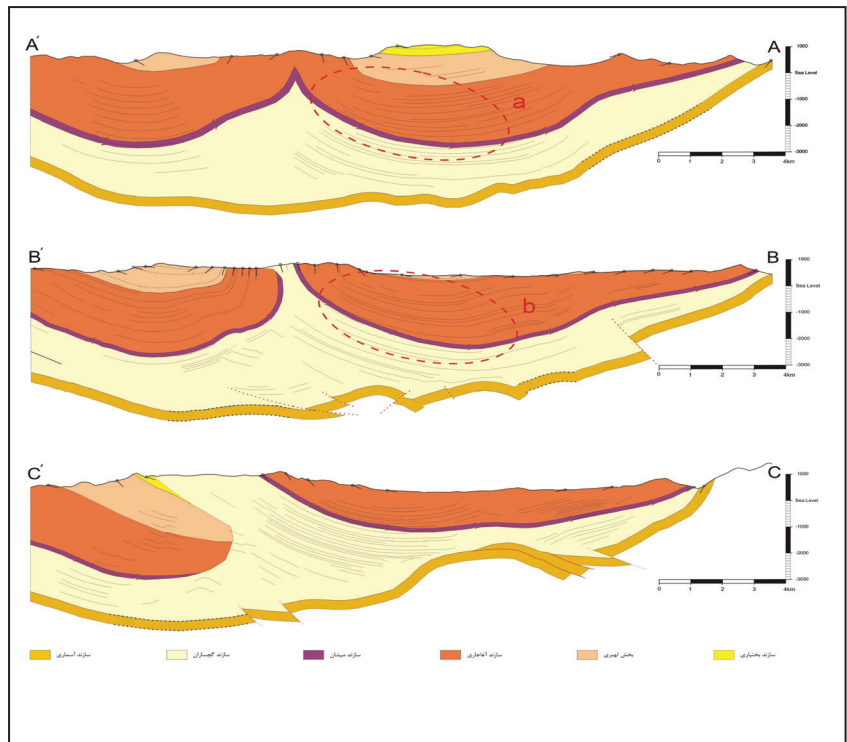 A′ A
1000
Sea Level
-1000
-2000
-3000
0 1 2 3 4km
a
B′ B
1000
Sea Level
-1000
-2000
-3000
0 1 2 3 4km
b
C′ C
1000
Sea Level
-1000
-2000
-3000
0 1 2 3 4km
سازند بختیاری
بخش لهبری
سازند آغاجاری
سازند میشان
سازند گچساران
سازند آسماری